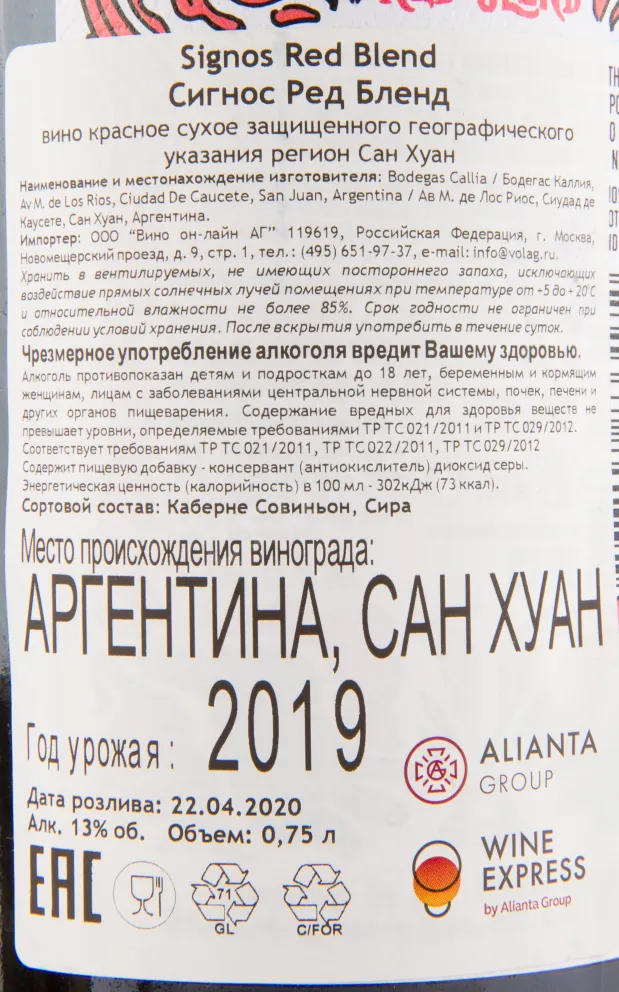 RED BLEND
Signos Red Blend
Сигнос Ред Бленд
вино красное сухое защищенного географического
указания регион Сан Хуан
Наименование и местонахождение изготовителя: Bodegas Callia / Бодегас Каллия,
Av M. de Los Rios, Ciudad De Caucete, San Juan, Argentina / Ав М. де Лос Риос, Сиудад де
Каусете, Сан Хуан, Аргентина.
Импортер: ООО "Вино он-лайн АГ" 119619, Российская Федерация, г. Москва,
Новомещерский проезд, д. 9, стр. 1, тел.: (495) 651-97-37, e-mail: info@volag.ru.
Хранить в вентилируемых, не имеющих постороннего запаха, исключающих
воздействие прямых солнечных лучей помещениях при температуре от +5 до + 20˚С
и относительной влажности не более 85%. Срок годности не ограничен при
соблюдении условий хранения. После вскрытия употребить в течение суток.
Чрезмерное употребление алкоголя вредит Вашему здоровью.
Алкоголь противопоказан детям и подросткам до 18 лет, беременным и кормящим
женщинам, лицам с заболеваниями центральной нервной системы, почек, печени и
других органов пищеварения. Содержание вредных для здоровья веществ не
превышает уровни, определяемые требованиями ТР ТС 021/2011 и ТР ТС 029/2012.
Соответствует требованиям ТР ТС 021/2011, ТР ТС 022/2011, ТР ТС 029/2012
Содержит пищевую добавку - консервант (антиокислитель) диоксид серы.
Энергетическая ценность (калорийность) в 100 мл - 302кДж (73 ккал).
Сортовой состав: Каберне Совиньон, Сира
Место происхождения винограда:
АРГЕНТИНА, САН ХУАН
Год урожая: 2019
Дата розлива: 22.04.2020
Алк. 13% об. Объем: 0,75 л
ALIANTA
GROUP
WINE
EXPRESS
by Alianta Group
EAC
71
GL
C/FOR